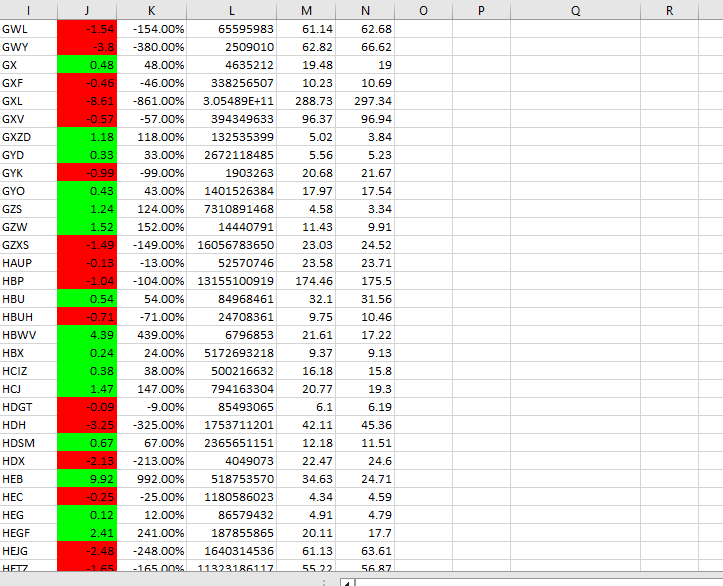 I J K L M N O P Q R
GWL -1.54 -154.00% 65595983 61.14 62.68
GWY -3.8 -380.00% 2509010 62.82 66.62
GX 0.48 48.00% 4635212 19.48 19
GXF -0.46 -46.00% 338256507 10.23 10.69
GXL -8.61 -861.00% 3.05489E+11 288.73 297.34
GXV -0.57 -57.00% 394349633 96.37 96.94
GXZD 1.18 118.00% 132535399 5.02 3.84
GYD 0.33 33.00% 2672118485 5.56 5.23
GYK -0.99 -99.00% 1903263 20.68 21.67
GYO 0.43 43.00% 1401526384 17.97 17.54
GZS 1.24 124.00% 7310891468 4.58 3.34
GZW 1.52 152.00% 14440791 11.43 9.91
GZXS -1.49 -149.00% 16056783650 23.03 24.52
HAUP -0.13 -13.00% 52570746 23.58 23.71
HBP -1.04 -104.00% 13155100919 174.46 175.5
HBU 0.54 54.00% 84968461 32.1 31.56
HBUH -0.71 -71.00% 24708361 9.75 10.46
HBWV 4.39 439.00% 6796853 21.61 17.22
HBX 0.24 24.00% 5172693218 9.37 9.13
HCIZ 0.38 38.00% 500216632 16.18 15.8
HCJ 1.47 147.00% 794163304 20.77 19.3
HDGT -0.09 -9.00% 85493065 6.1 6.19
HDH -3.25 -325.00% 1753711201 42.11 45.36
HDSM 0.67 67.00% 2365651151 12.18 11.51
HDX -2.13 -213.00% 4049073 22.47 24.6
HEB 9.92 992.00% 518753570 34.63 24.71
HEC -0.25 -25.00% 1180586023 4.34 4.59
HEG 0.12 12.00% 86579432 4.91 4.79
HEGF 2.41 241.00% 187855865 20.11 17.7
HEJG -2.48 -248.00% 1640314536 61.13 63.61
HETZ -1.65 -165.00% 11323186117 55.22 56.87